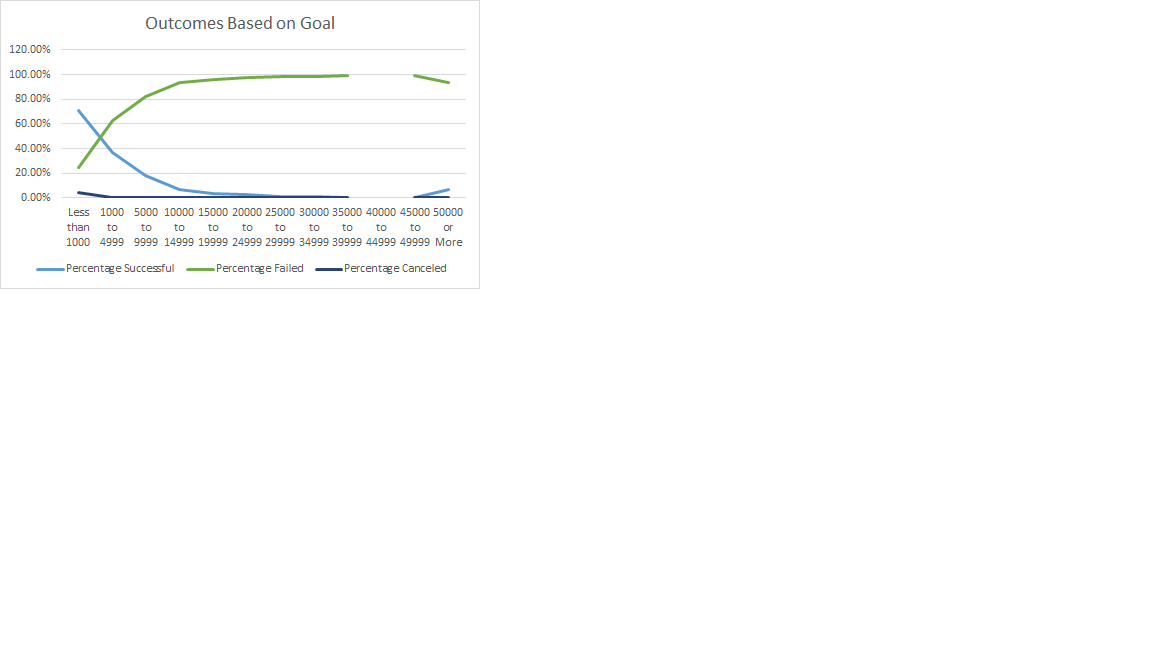 Outcomes Based on Goal
120.00%
100.00%
80.00%
60.00%
40.00%
20.00%
0.00%
Less than 1000
1000 to 4999
5000 to 9999
10000 to 14999
15000 to 19999
20000 to 24999
25000 to 29999
30000 to 34999
35000 to 39999
40000 to 44999
45000 to 49999
50000 or More
Percentage Successful
Percentage Failed
Percentage Canceled